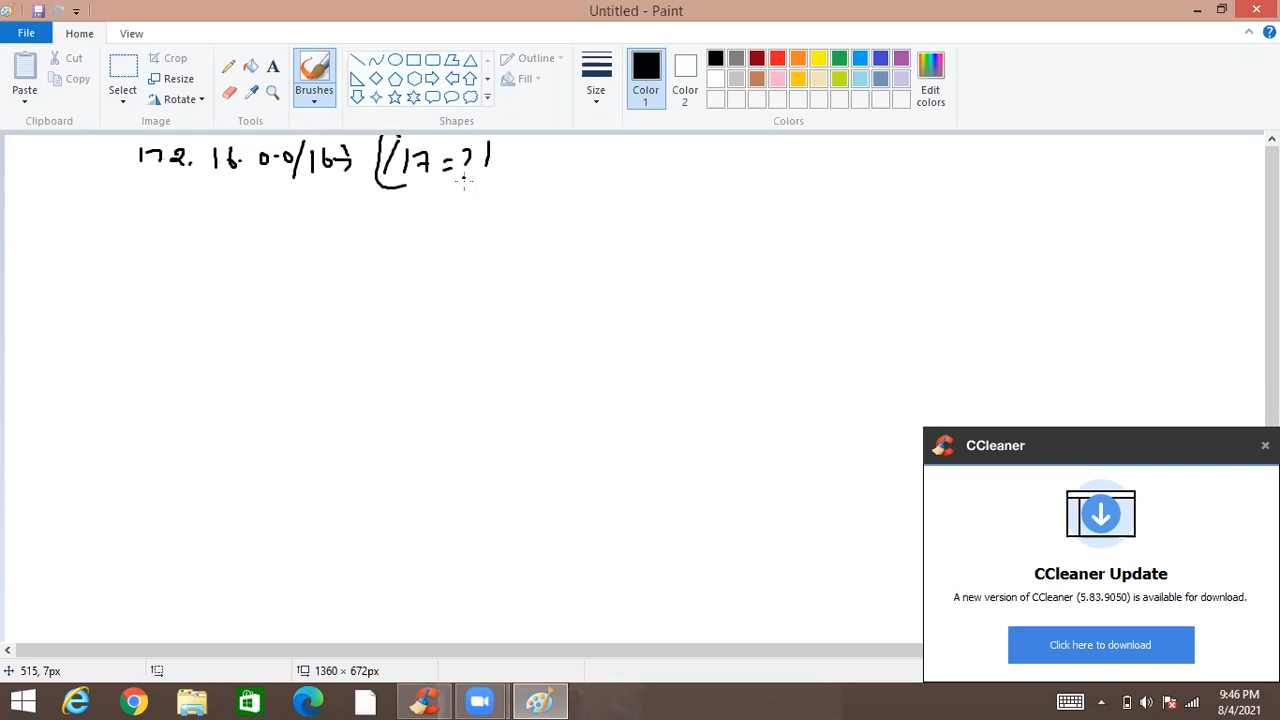 Untitled - Paint
File
Home
View
Paste
Cut
Copy
Clipboard
Select
Crop
Resize
Rotate
Image
A
Tools
Brushes
Outline
Fill
Shapes
Size
Color 1
Color 2
Edit colors
Colors
172. 16. 0.0/16 → (/17 = ? )
CCleaner
CCleaner Update
A new version of CCleaner (5.83.9050) is available for download.
Click here to download
515, 7px
1360 × 672px
9:46 PM
8/4/2021